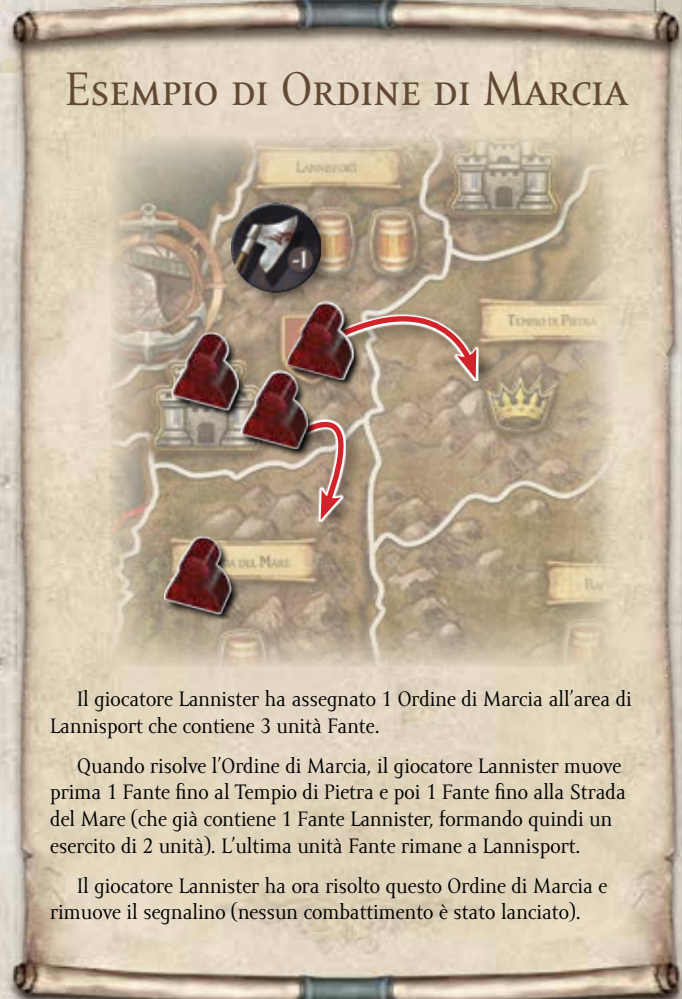 Esempio di Ordine di Marcia
Lannisport
-1
Tempio di Pietra
da del Mare
Il giocatore Lannister ha assegnato 1 Ordine di Marcia all'area di
Lannisport che contiene 3 unità Fante.
Quando risolve l'Ordine di Marcia, il giocatore Lannister muove
prima 1 Fante fino al Tempio di Pietra e poi 1 Fante fino alla Strada
del Mare (che già contiene 1 Fante Lannister, formando quindi un
esercito di 2 unità). L'ultima unità Fante rimane a Lannisport.
Il giocatore Lannister ha ora risolto questo Ordine di Marcia e
rimuove il segnalino (nessun combattimento è stato lanciato).